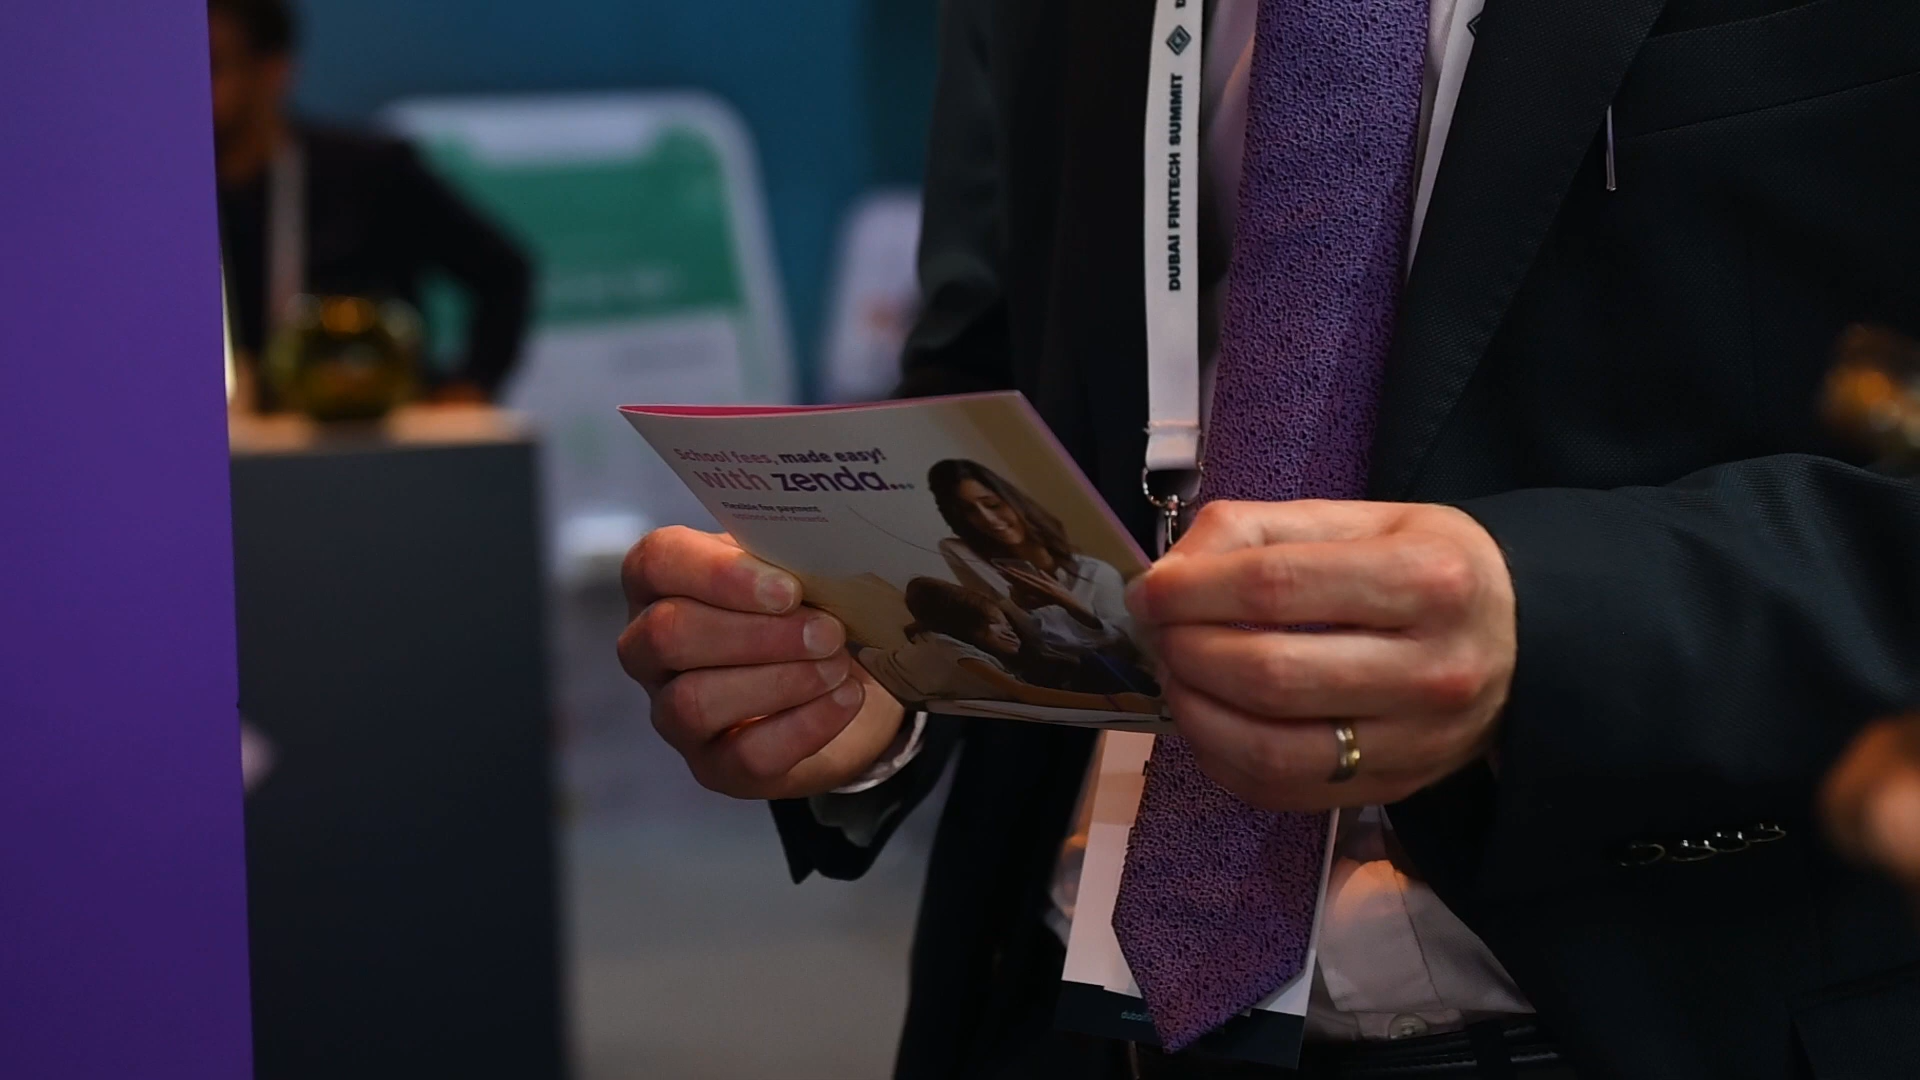 DUBAI FINTECH SUMMIT
School fees, made easy!
with zenda...
Flexible fee payment
options and rewards